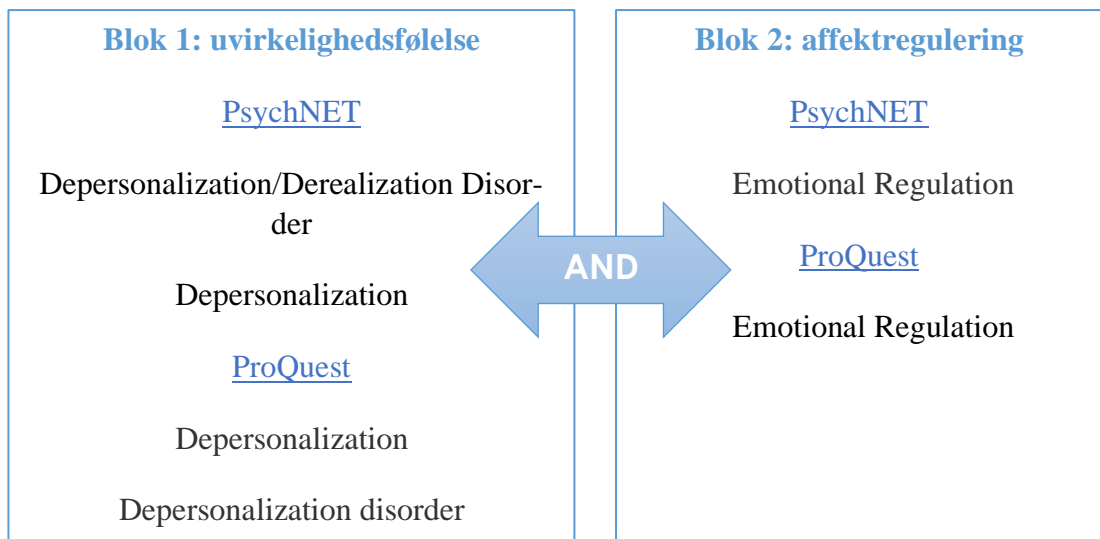 Blok 1: uvirkelighedsfølelse
PsychNET
Depersonalization/Derealization Disor-
der
Depersonalization
ProQuest
Depersonalization
Depersonalization disorder
AND
Blok 2: affektregulering
PsychNET
Emotional Regulation
ProQuest
Emotional Regulation